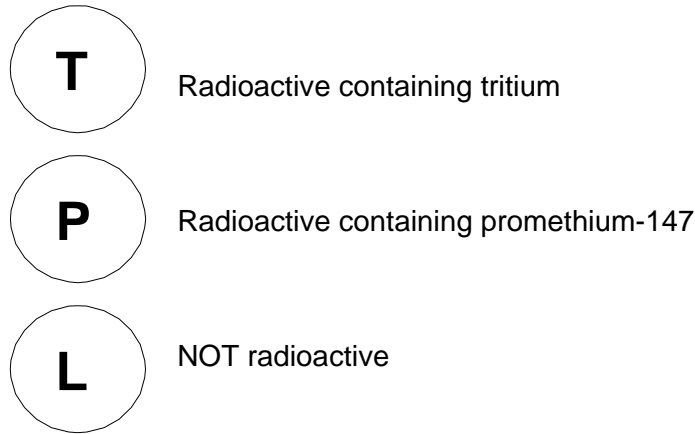 T
Radioactive containing tritium
P
Radioactive containing promethium-147
L
NOT radioactive